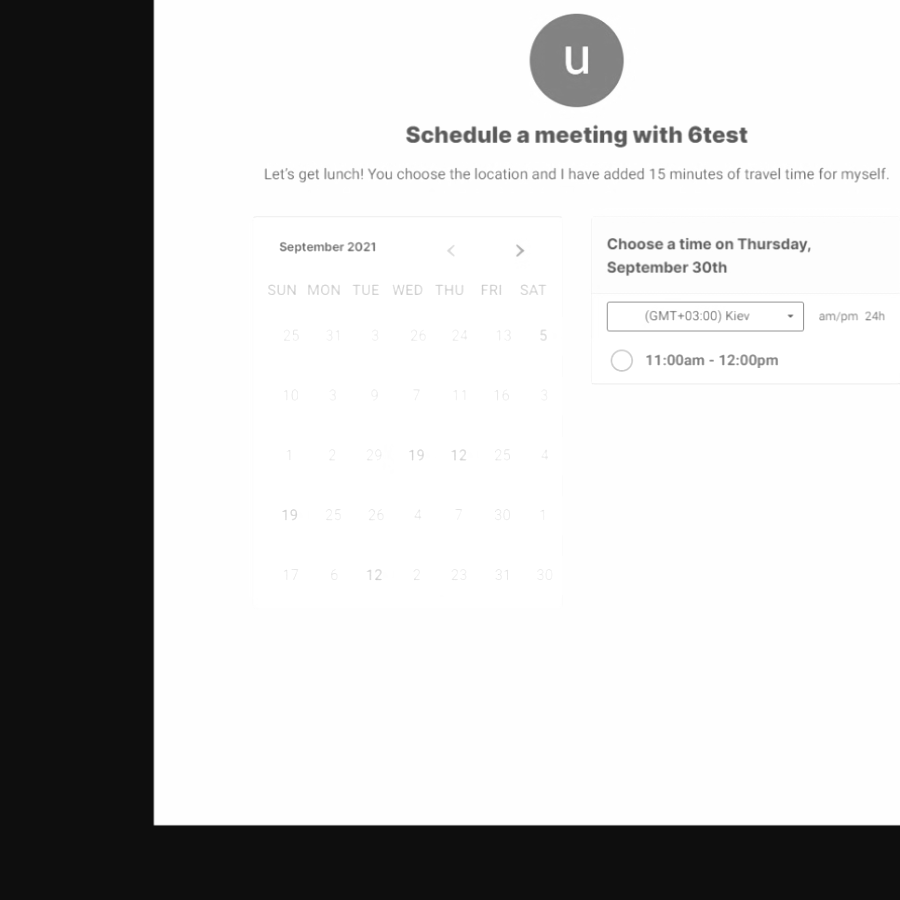 u
Schedule a meeting with 6test
Let's get lunch! You choose the location and I have added 15 minutes of travel time for myself.
September 2021
SUN MON TUE WED THU FRI SAT
25 31 3 26 24 13 5
10 3 9 7 11 16 3
1 2 29 19 12 25 4
19 25 26 4 7 30 1
17 6 12 2 23 31 30
Choose a time on Thursday,
September 30th
(GMT+03:00) Kiev am/pm 24h
11:00am - 12:00pm